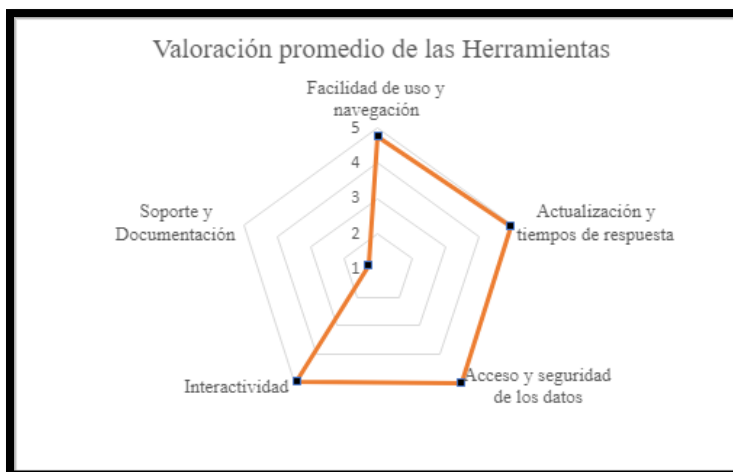 Valoración promedio de las Herramientas
Facilidad de uso y
navegación
5
4
3
2
1
Soporte y
Documentación
Actualización y
tiempos de respuesta
Interactividad
Acceso y seguridad
de los datos